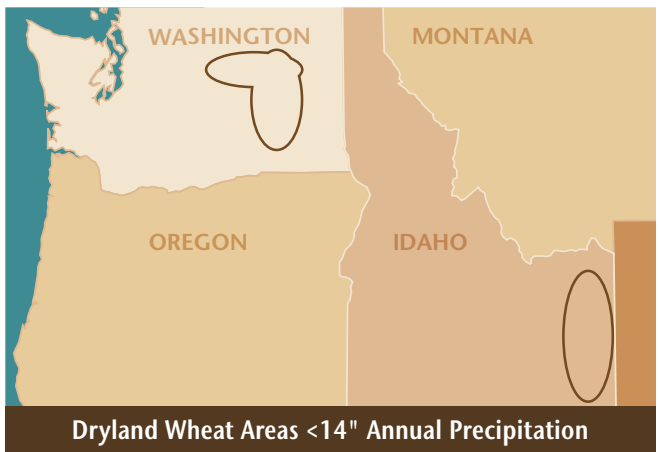 WASHINGTON
MONTANA
OREGON
IDAHO
Dryland Wheat Areas <14" Annual Precipitation